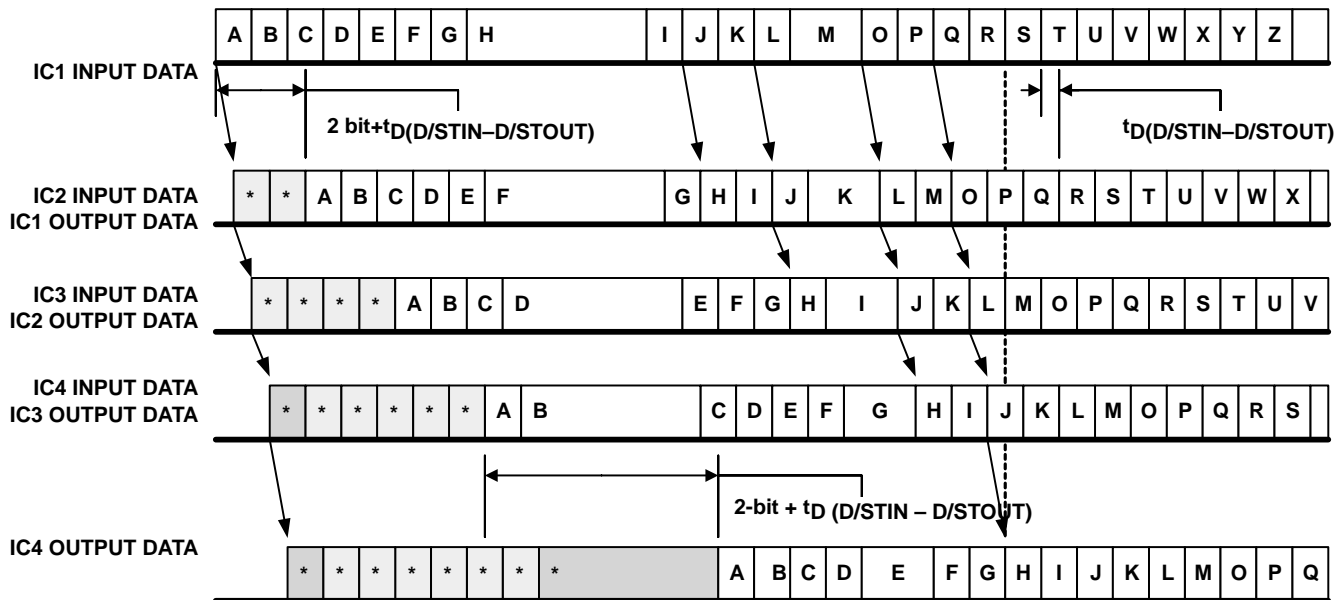 A B C D E F G H I J K L M O P Q R S T U V W X Y Z
IC1 INPUT DATA
2 bit+tD(D/STIN–D/STOUT)
tD(D/STIN–D/STOUT)
IC2 INPUT DATA
IC1 OUTPUT DATA
* * A B C D E F G H I J K L M O P Q R S T U V W X
IC3 INPUT DATA
IC2 OUTPUT DATA
* * * * A B C D E F G H I J K L M O P Q R S T U V
IC4 INPUT DATA
IC3 OUTPUT DATA
* * * * * * A B C D E F G H I J K L M O P Q R S
2-bit + tD (D/STIN – D/STOUT)
IC4 OUTPUT DATA
* * * * * * * * A B C D E F G H I J K L M O P Q